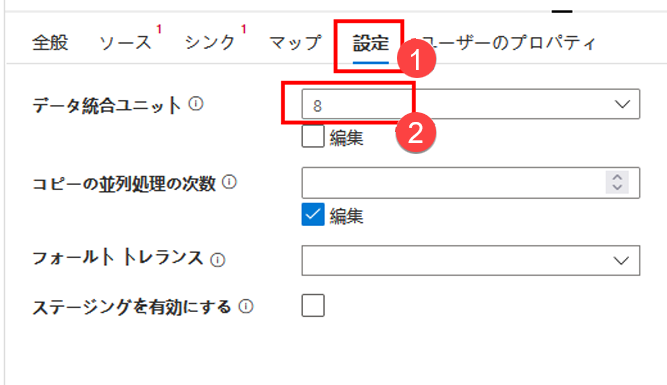 全般 ソース 1 シンク 1 マップ 設定 ユーザーのプロパティ
1
データ統合ユニット 8
2
編集
コピーの並列処理の次数
編集
フォールト トレランス
ステージングを有効にする